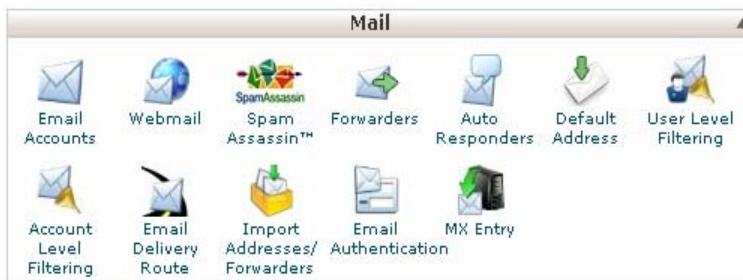 Mail
Email
Accounts
Webmail
SpamAssassin
Spam
Assassin™
Forwarders
Auto
Responders
Default
Address
User Level
Filtering
Account
Level
Filtering
Email
Delivery
Route
Import
Addresses/
Forwarders
Email
Authentication
MX Entry